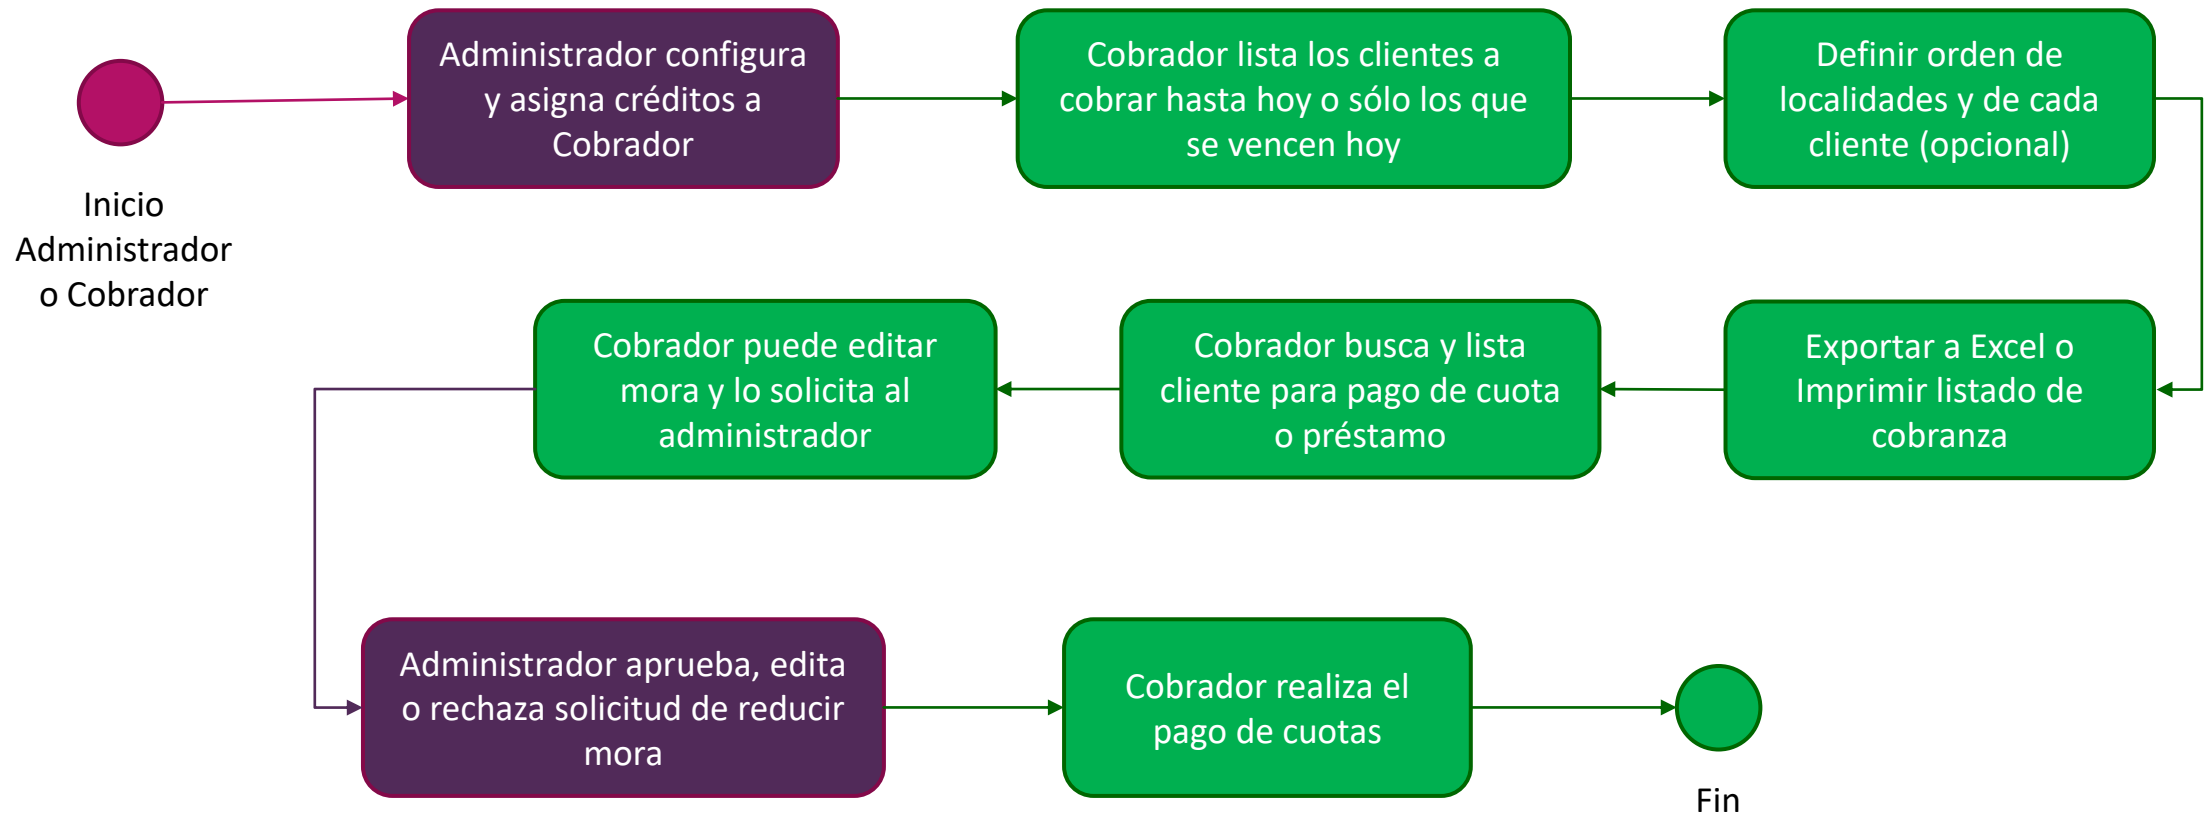 Inicio
Administrador
o Cobrador
Administrador configura
y asigna créditos a
Cobrador
Cobrador lista los clientes a
cobrar hasta hoy o sólo los que
se vencen hoy
Definir orden de
localidades y de cada
cliente (opcional)
Exportar a Excel o
Imprimir listado de
cobranza
Cobrador busca y lista
cliente para pago de cuota
o préstamo
Cobrador puede editar
mora y lo solicita al
administrador
Administrador aprueba, edita
o rechaza solicitud de reducir
mora
Cobrador realiza el
pago de cuotas
Fin